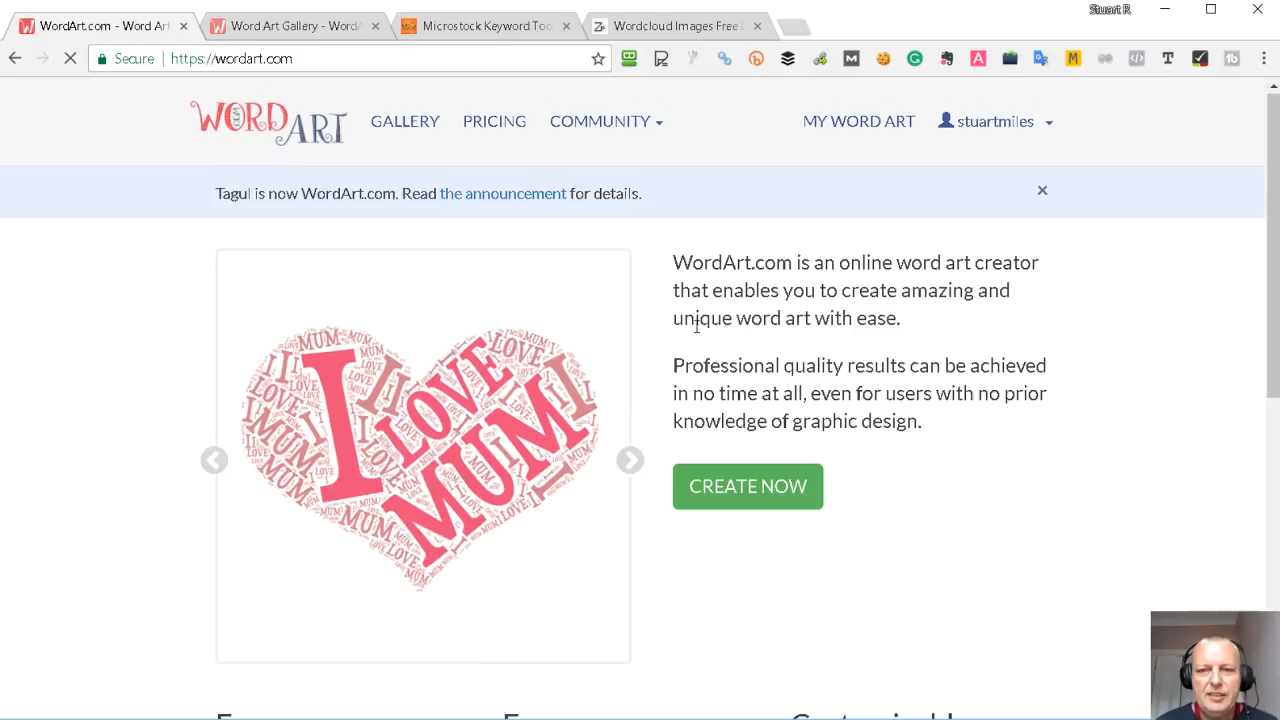 Stuart R
WordArt.com - Word Art
Word Art Gallery - WordA
Microstock Keyword Too
Wordcloud Images Free
Secure
https://wordart.com
WORD ART
GALLERY
PRICING
COMMUNITY
MY WORD ART
stuartmiles
Tagul is now WordArt.com. Read the announcement for details.
I LOVE MUM
WordArt.com is an online word art creator
that enables you to create amazing and
unique word art with ease.
Professional quality results can be achieved
in no time at all, even for users with no prior
knowledge of graphic design.
CREATE NOW